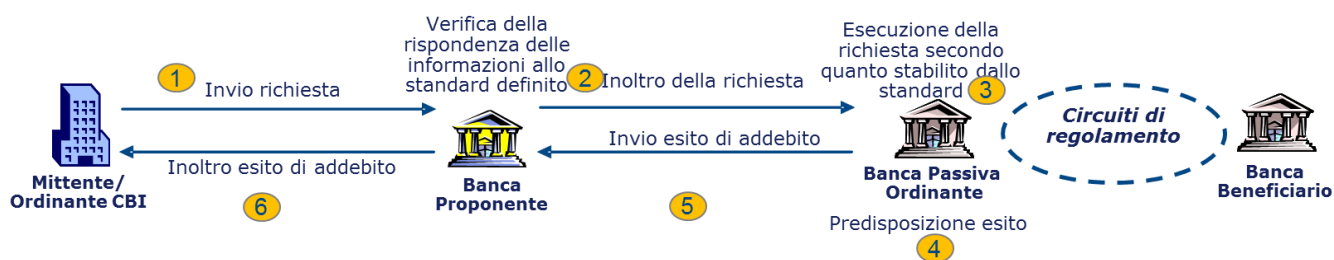 Verifica della
rispondenza delle
informazioni allo
standard definito
Esecuzione della
richiesta secondo
quanto stabilito dallo
standard
1
Invio richiesta
2
Inoltro della richiesta
3
Circuiti di
regolamento
Inoltro esito di addebito
Invio esito di addebito
Mittente/
Ordinante CBI
Banca
Proponente
Banca Passiva
Ordinante
Banca
Beneficiario
6
5
Predisposizione esito
4